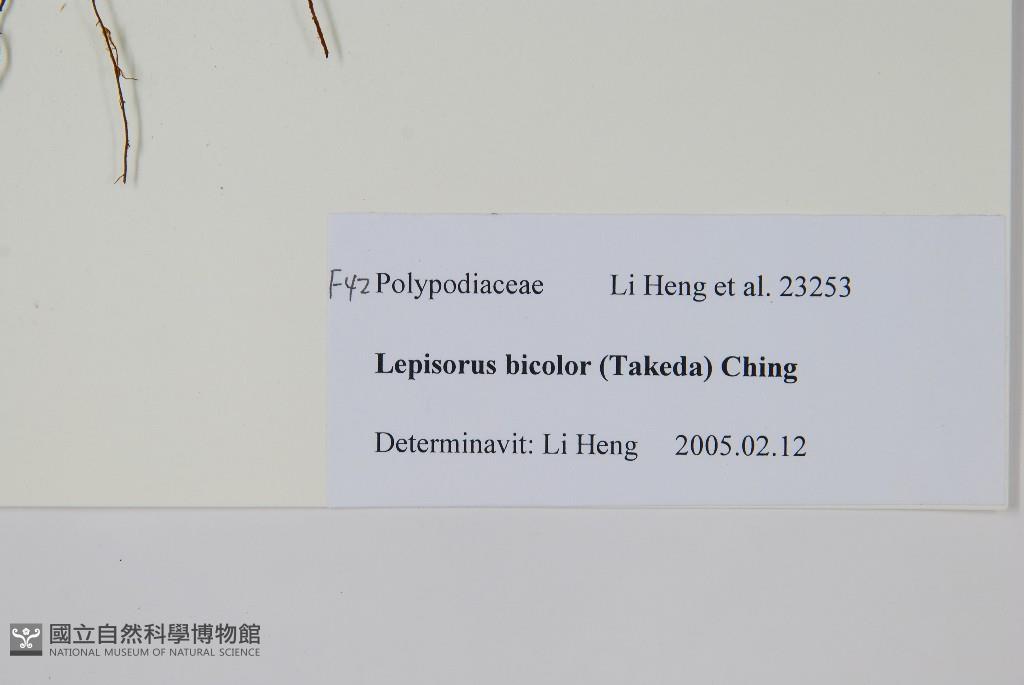 F42 Polypodiaceae Li Heng et al. 23253
Lepisorus bicolor (Takeda) Ching
Determinavit: Li Heng 2005.02.12
國立自然科學博物館
NATIONAL MUSEUM OF NATURAL SCIENCE